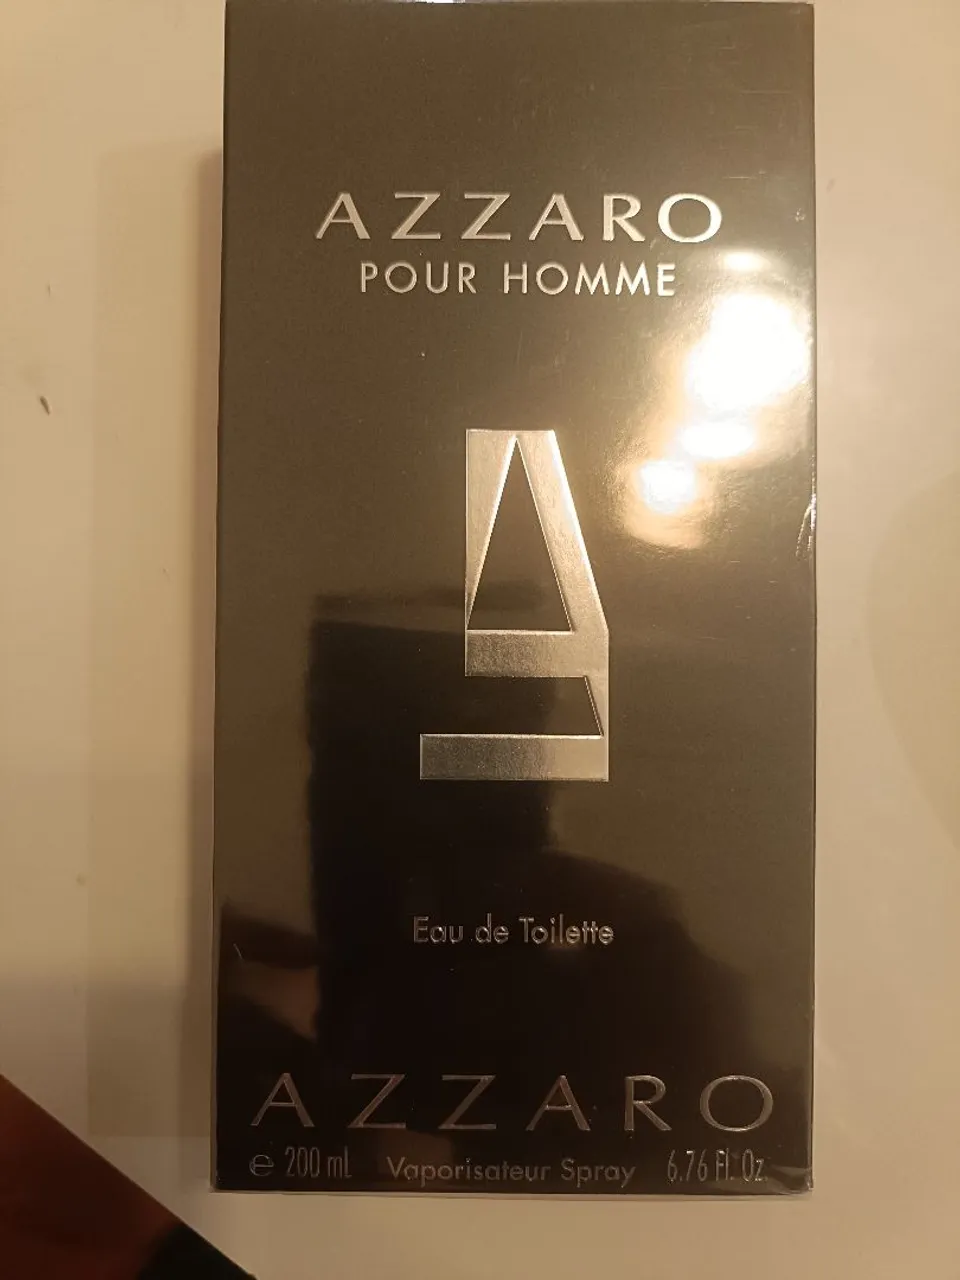 AZZARO
POUR HOMME
Eau de Toilette
AZZARO
e 200 mL Vaporisateur Spray 6.76 Fl. Oz.